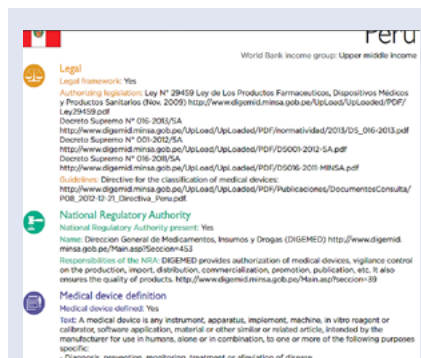 Peru
World Bank income group: Upper middle income
Legal
Legal framework: Yes
Authorizing legislation: Ley N° 29459 Ley de Los Productos Farmaceuticos, Dispositivos Médicos
y Productos Sanitarios (Nov. 2009) http://www.digemid.minsa.gob.pe/UpLoad/UpLoaded/PDF/
Ley29459.pdf
Decreto Supremo N° 016-2013/SA
http://www.digemid.minsa.gob.pe/UpLoad/UpLoaded/PDF/normatividad/2013/DS_016-2013.pdf
Decreto Supremo N° 001-2012/SA
http://www.digemid.minsa.gob.pe/UpLoad/UpLoaded/PDF/DS001-2012-SA.pdf
Decreto Supremo N° 016-2011/SA
http://www.digemid.minsa.gob.pe/UpLoad/UpLoaded/PDF/DS016-2011-MINSA.pdf
Guidelines: Directive for the classification of medical devices:
http://www.digemid.minsa.gob.pe/UpLoad/UpLoaded/PDF/Publicaciones/DocumentosConsulta/
P08_2012-12-21_Directiva_Peru.pdf.
National Regulatory Authority
National Regulatory Authority present: Yes
Name: Direccion General de Medicamentos, Insumos y Drogas (DIGEMED) http://www.digemid.
minsa.gob.pe/Main.asp?Seccion=453
Responsibilities of the NRA: DIGEMED provides authorization of medical devices, vigilance control
on the production, import, distribution, commercialization, promotion, publication, etc. It also
ensures the quality of products. http://www.digemid.minsa.gob.pe/Main.asp?seccion=39
Medical device definition
Medical device defined: Yes
Text: A medical device is any instrument, apparatus, implement, machine, in vitro reagent or
calibrator, software application, material or other similar or related article, intended by the
manufacturer for use in humans, alone or in combination, to one or more of the following purposes
specific:
- Diagnosis, prevention, monitoring, treatment or alleviation of disease